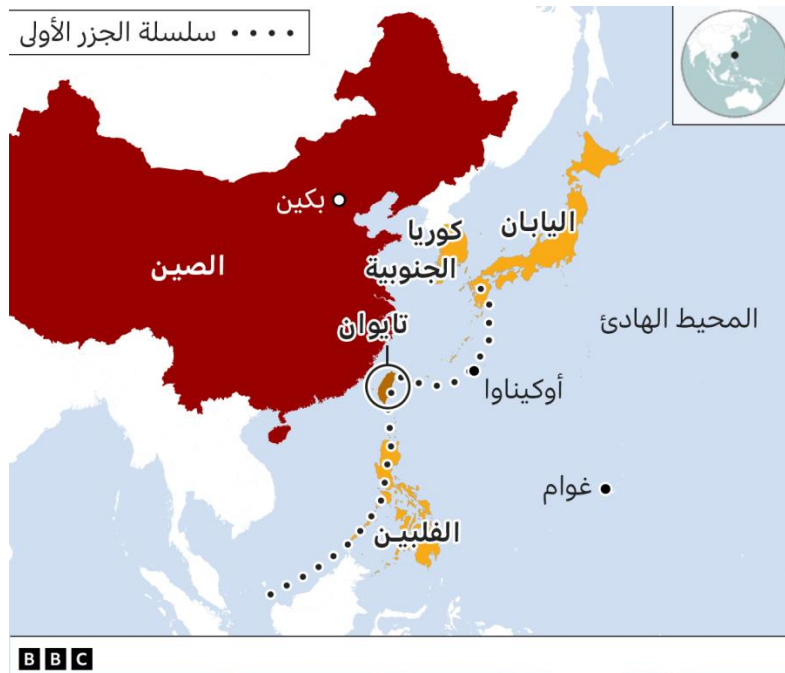 سلسلة الجزر الأولى
بكين
الصين
كوريا
الجنوبية
اليابان
تايوان
المحيط الهادئ
أوكيناوا
غوام
الفلبين
BBC